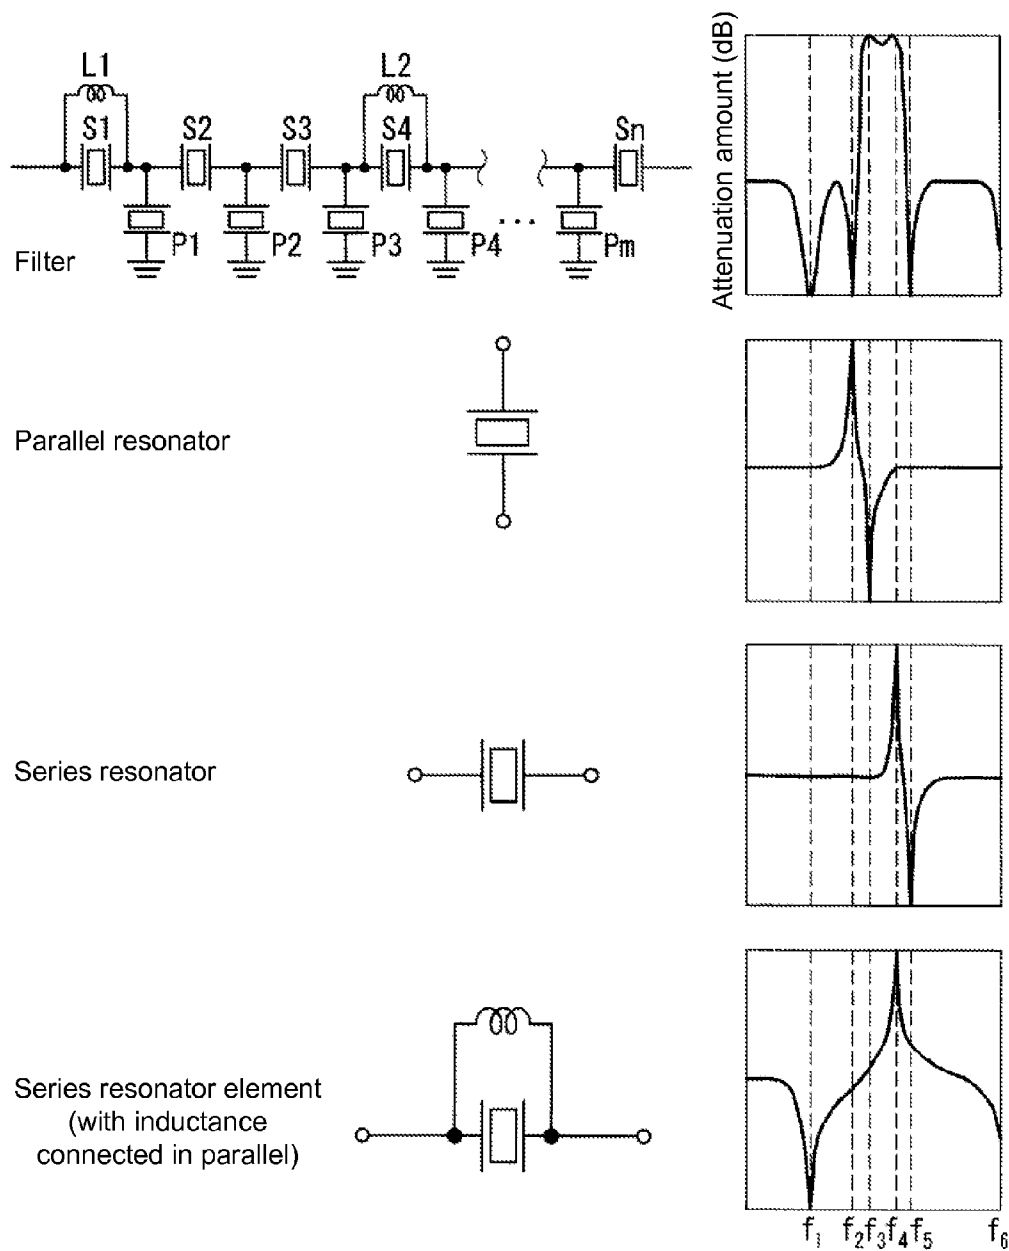 L1
L2
S1
S2
S3
S4
Sn
P1
P2
P3
P4
...
Pm
Filter
Attenuation amount (dB)
Parallel resonator
Series resonator
Series resonator element
(with inductance
connected in parallel)
f1 f2 f3 f4 f5 f6